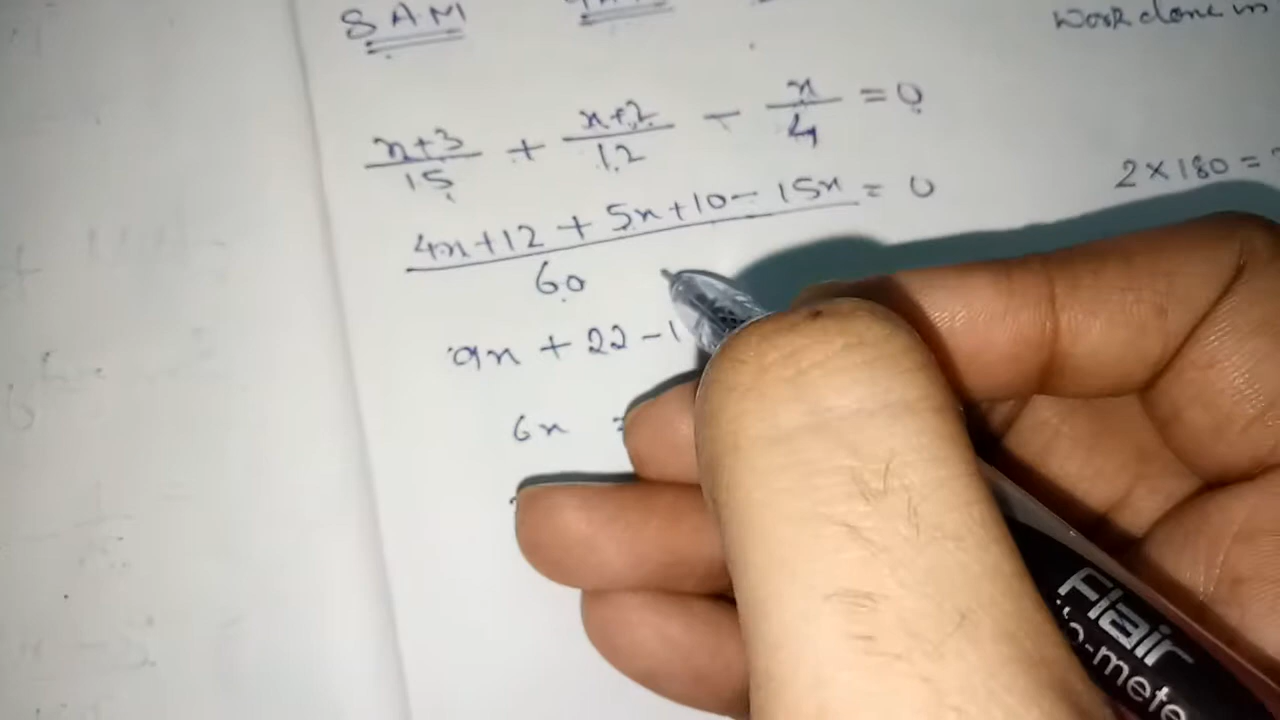 SAM
Work done in
x+3/15 + x+2/12 - x/4 = 0
2 × 180 =
4x+12 + 5x+10 - 15x/60 = 0
9x + 22 - 1
6x =
Flair
o-mete